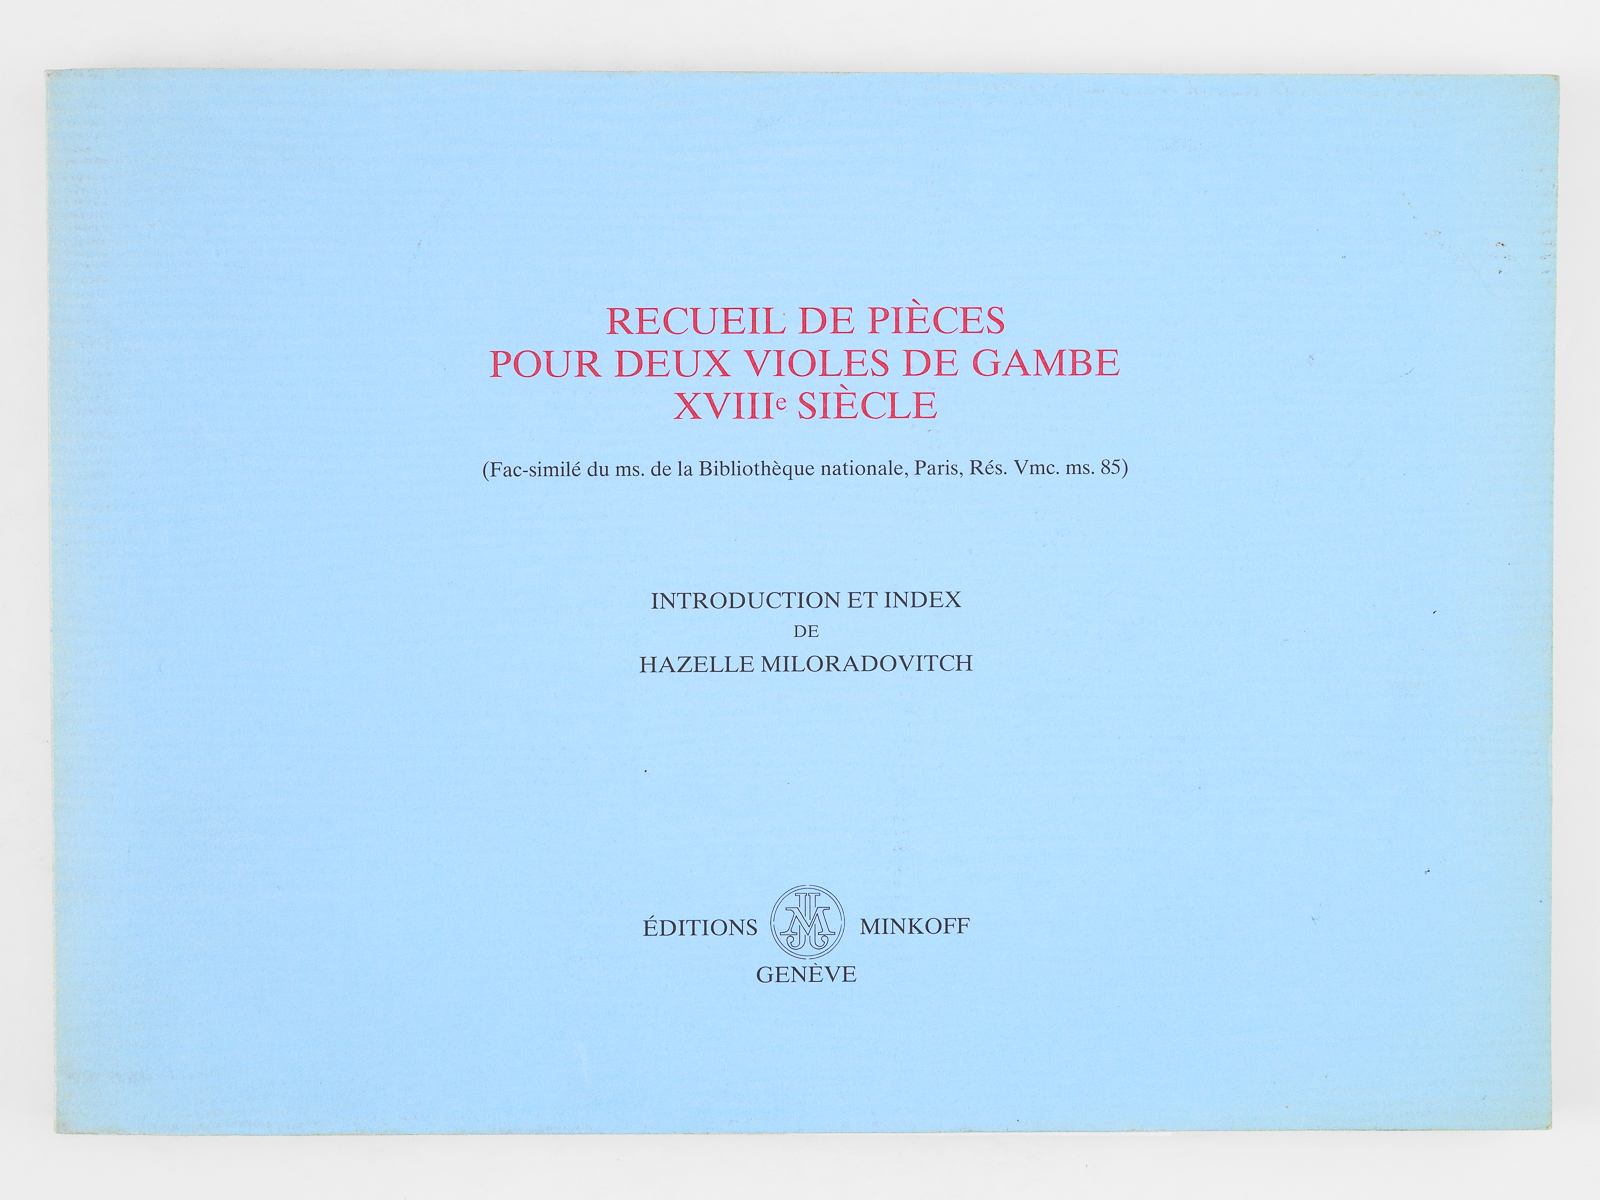 RECUEIL DE PIÈCES
POUR DEUX VIOLES DE GAMBE
XVIIIe SIÈCLE
(Fac-similé du ms. de la Bibliothèque nationale, Paris, Rés. Vmc. ms. 85)
INTRODUCTION ET INDEX
DE
HAZELLE MILORADOVITCH
ÉDITIONS JM MINKOFF
GENÈVE